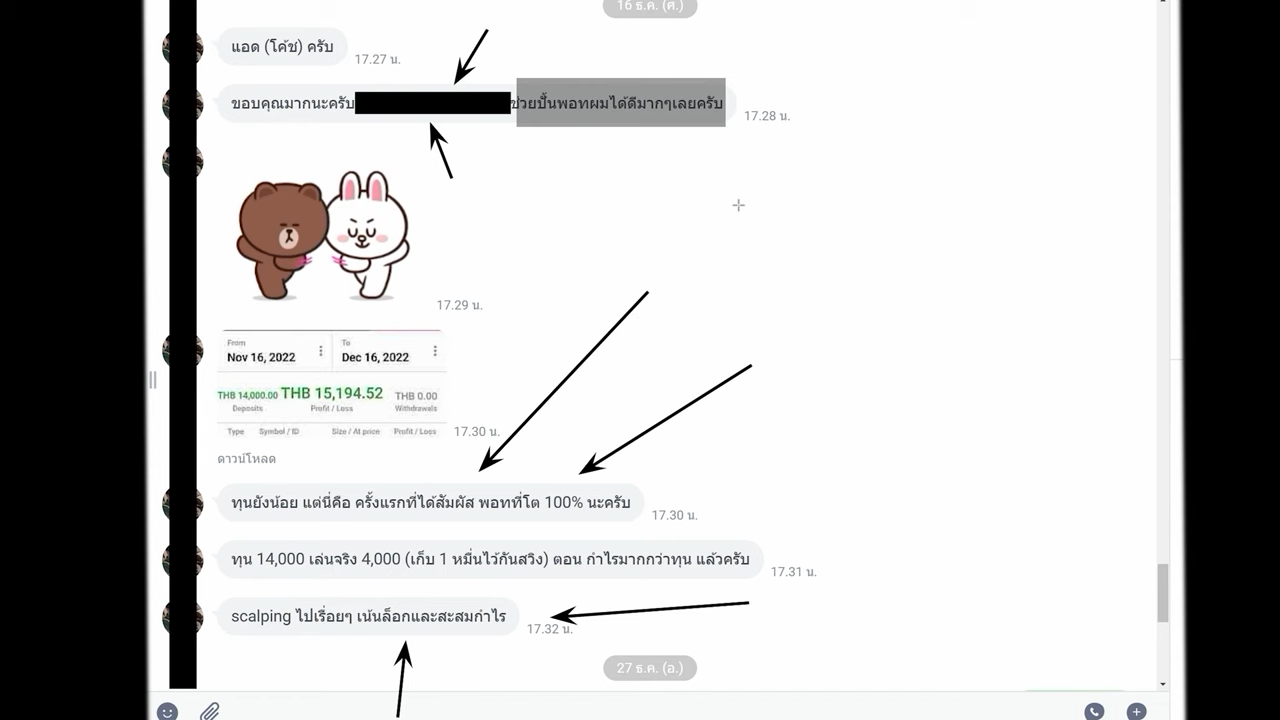 16 ธ.ค. (ศ.)
แอด (โค้ช) ครับ
17.27 น.
ขอบคุณมากนะครับ ช่วยปั้นพอทผมได้ดีมากๆเลยครับ
17.28 น.
17.29 น.
From To
Nov 16, 2022 Dec 16, 2022
THB 14,000.00 THB 15,194.52 THB 0.00
Deposits Profit / Loss Withdrawals
Type Symbol / ID Size / At price Profit / Loss
17.30 น.
ดาวน์โหลด
ทุนยังน้อย แต่นี่คือ ครั้งแรกที่ได้สัมผัส พอทที่โต 100% นะครับ
17.30 น.
ทุน 14,000 เล่นจริง 4,000 (เก็บ 1 หมื่นไว้กันสวิง) ตอน กำไรมากกว่าทุน แล้วครับ
17.31 น.
scalping ไปเรื่อยๆ เน้นล็อกและสะสมกำไร
17.32 น.
27 ธ.ค. (อ.)